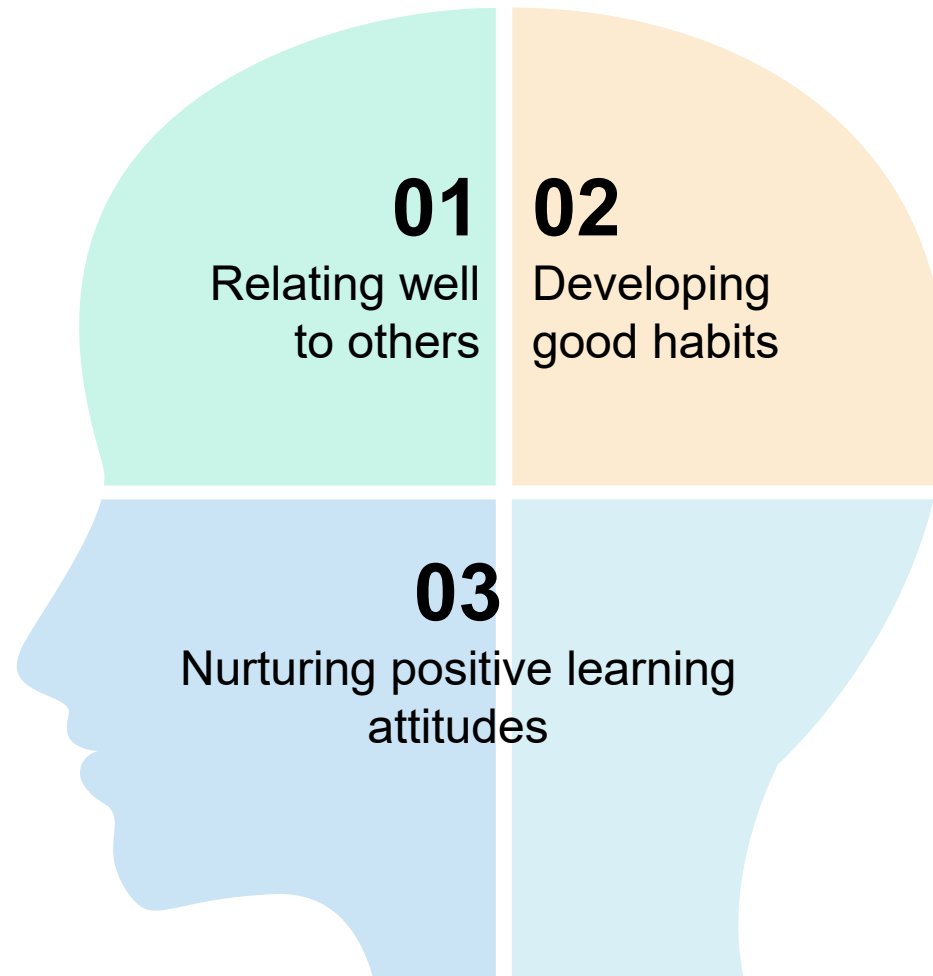 01
Relating well
to others
02
Developing
good habits
03
Nurturing positive learning
attitudes